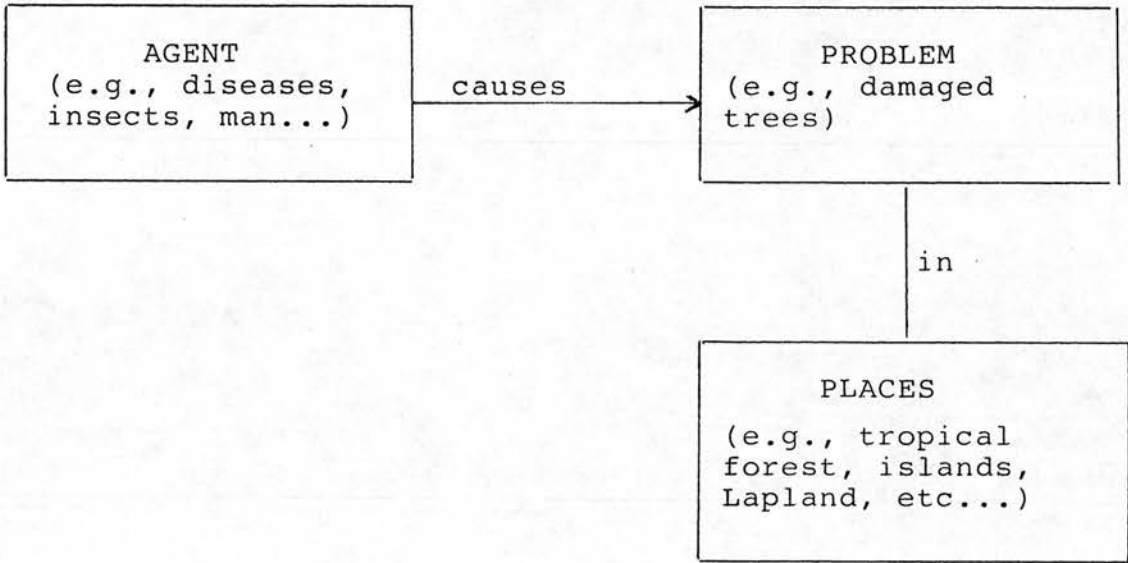 AGENT
(e.g., diseases,
insects, man...)
causes
PROBLEM
(e.g., damaged
trees)
in
PLACES
(e.g., tropical
forest, islands,
Lapland, etc...)